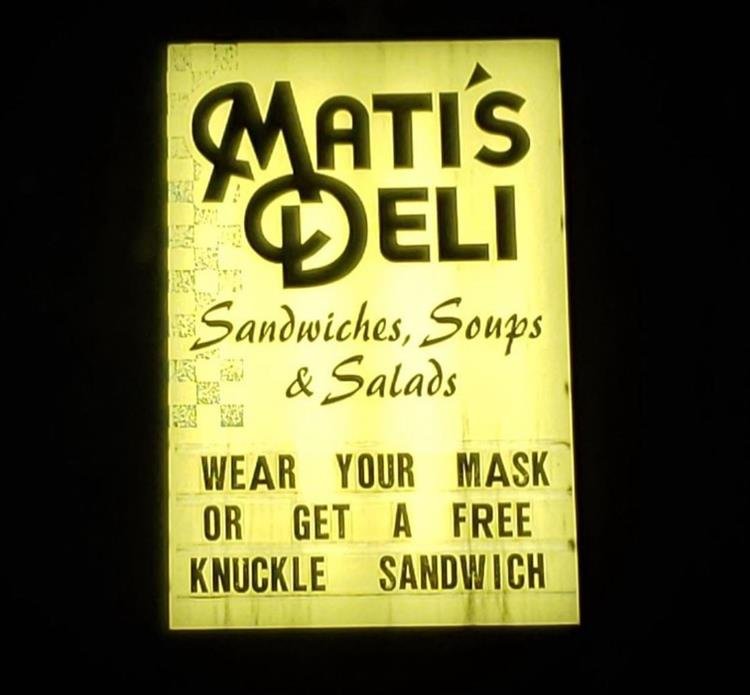 MATI'S
DELI
Sandwiches, Soups
& Salads
WEAR YOUR MASK
OR GET A FREE
KNUCKLE SANDWICH